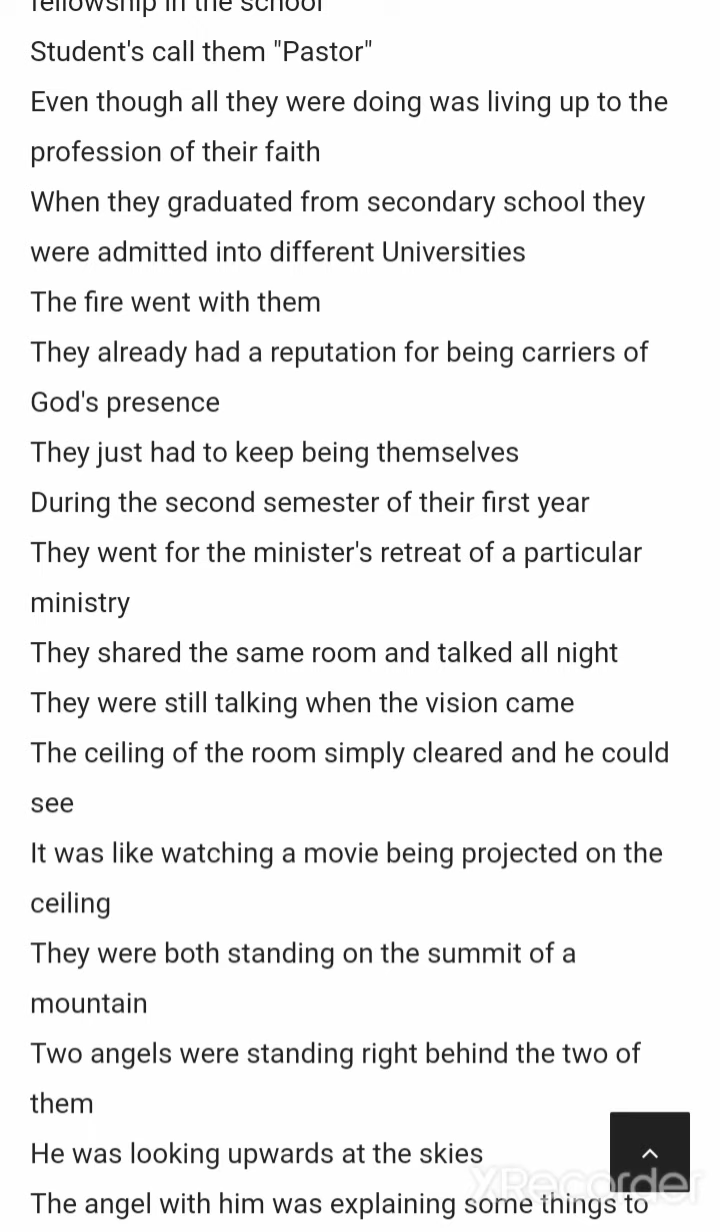 fellowship in the school
Student's call them "Pastor"
Even though all they were doing was living up to the
profession of their faith
When they graduated from secondary school they
were admitted into different Universities
The fire went with them
They already had a reputation for being carriers of
God's presence
They just had to keep being themselves
During the second semester of their first year
They went for the minister's retreat of a particular
ministry
They shared the same room and talked all night
They were still talking when the vision came
The ceiling of the room simply cleared and he could
see
It was like watching a movie being projected on the
ceiling
They were both standing on the summit of a
mountain
Two angels were standing right behind the two of
them
He was looking upwards at the skies
XRecorder
The angel with him was explaining some things to